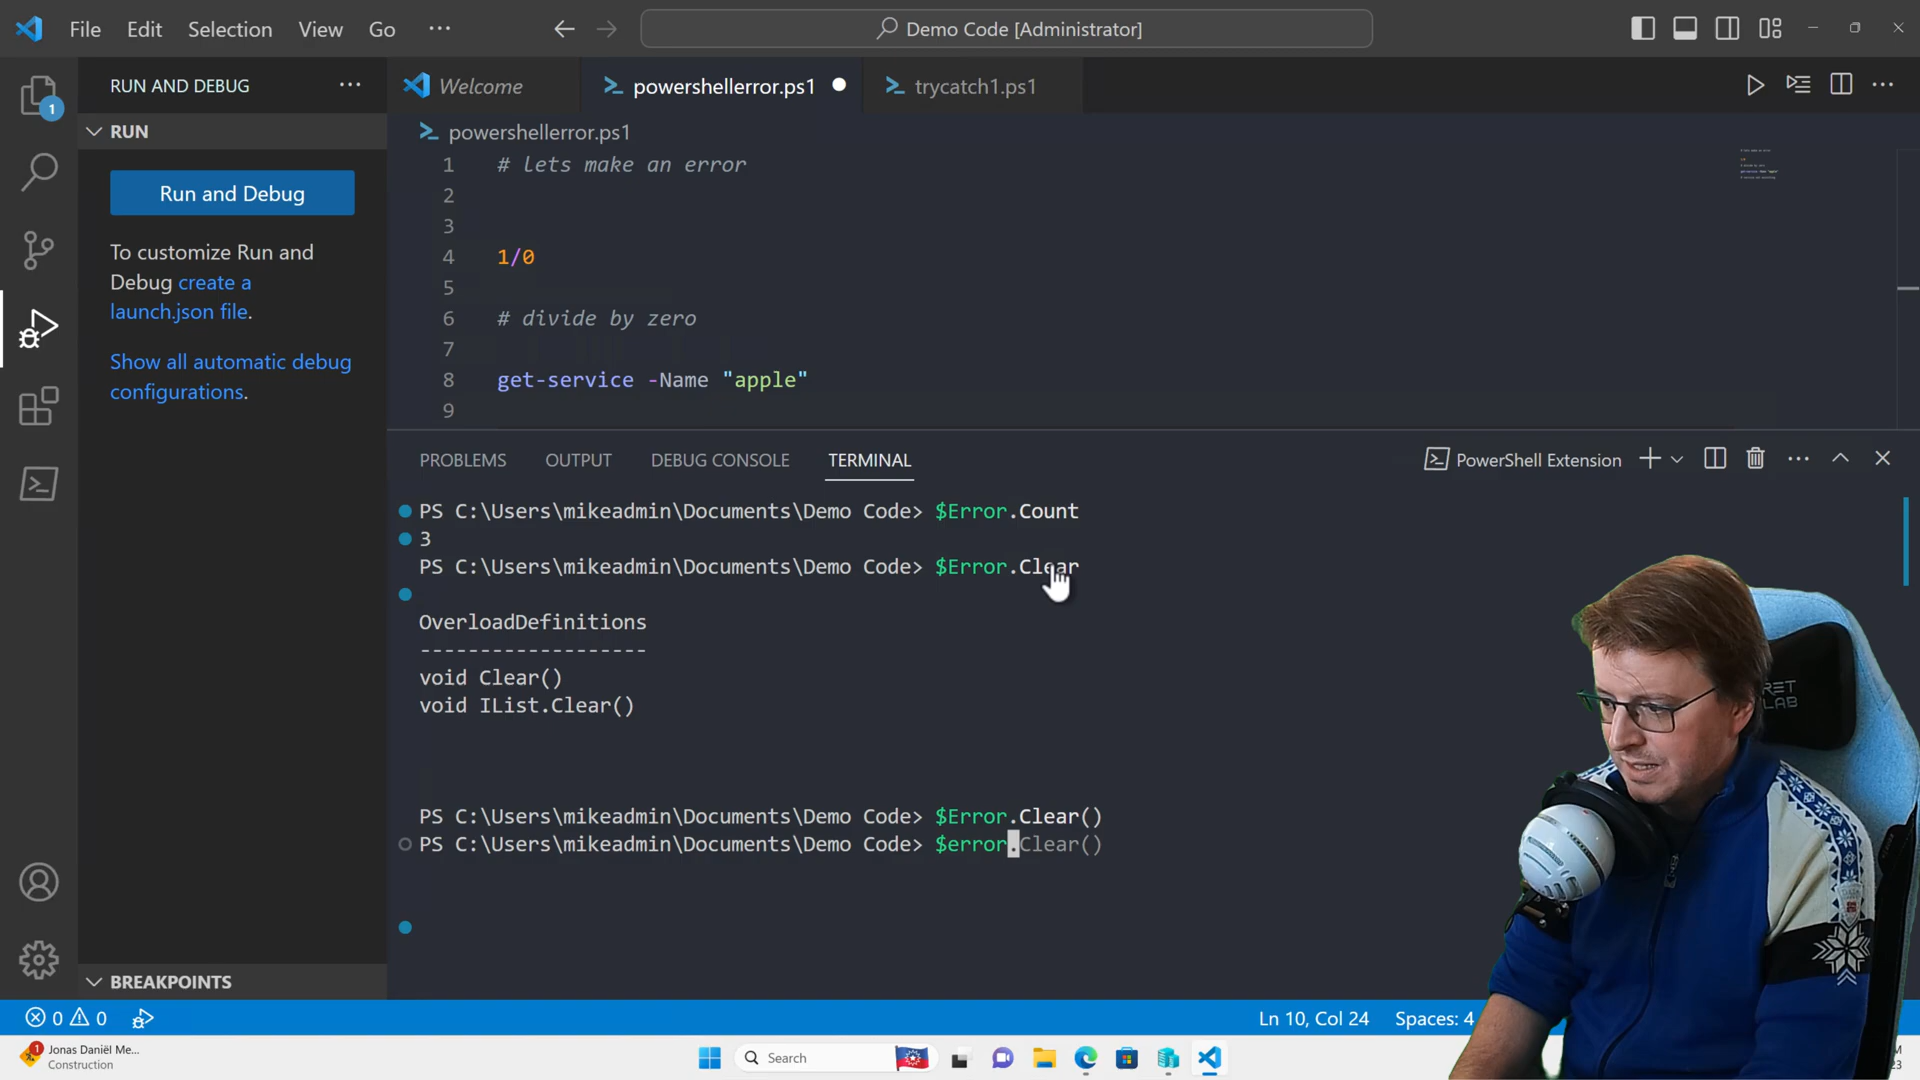 File Edit Selection View Go ···
Demo Code [Administrator]
RUN AND DEBUG ···
RUN
Run and Debug
To customize Run and
Debug create a
launch.json file.
Show all automatic debug
configurations.
BREAKPOINTS
1
Welcome
powershellerror.ps1
trycatch1.ps1
powershellerror.ps1
1 # lets make an error
2
3
4 1/0
5
6 # divide by zero
7
8 get-service -Name "apple"
9
PROBLEMS OUTPUT DEBUG CONSOLE TERMINAL
PowerShell Extension
PS C:\Users\mikeadmin\Documents\Demo Code> $Error.Count
3
PS C:\Users\mikeadmin\Documents\Demo Code> $Error.Clear
OverloadDefinitions
-------------------
void Clear()
void IList.Clear()
PS C:\Users\mikeadmin\Documents\Demo Code> $Error.Clear()
PS C:\Users\mikeadmin\Documents\Demo Code> $error.Clear()
0 0
Ln 10, Col 24 Spaces: 4
1
Jonas Daniël Me...
Construction
Search